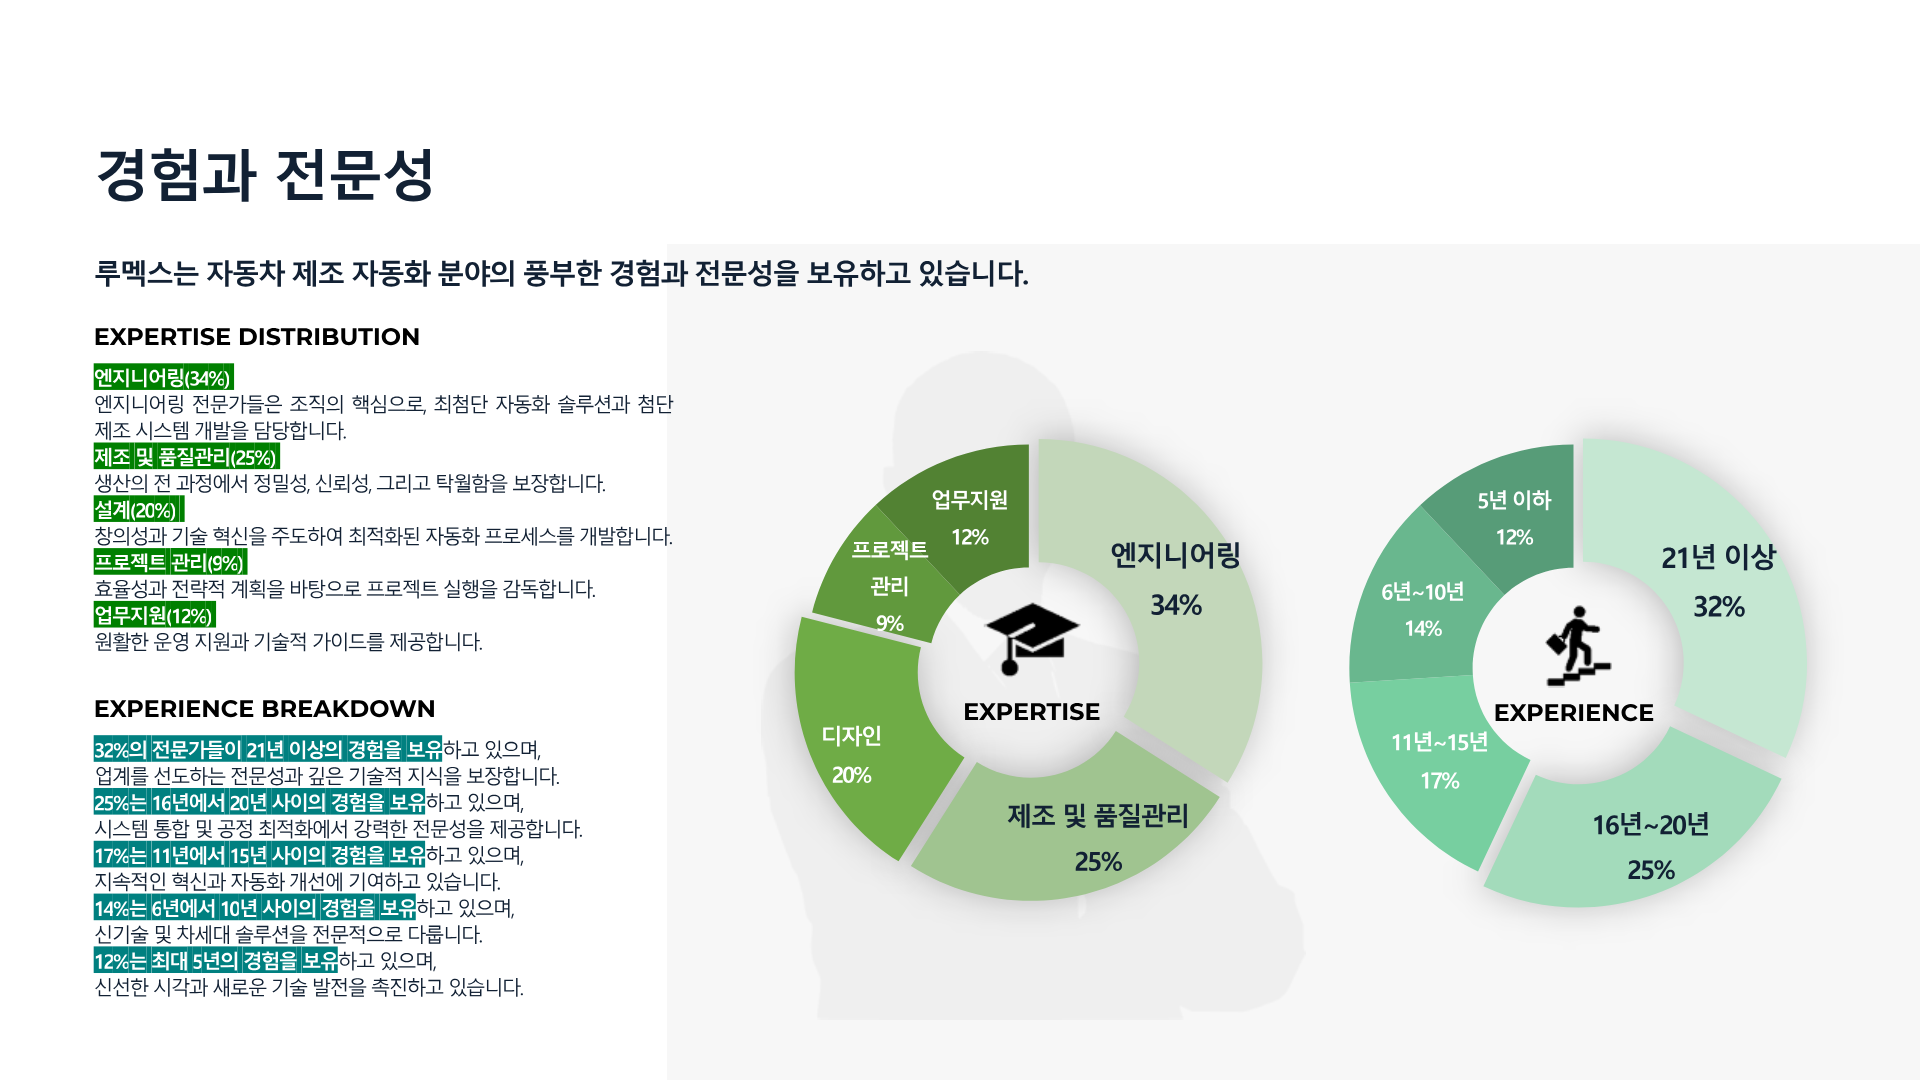 경험과 전문성
루멕스는 자동차 제조 자동화 분야의 풍부한 경험과 전문성을 보유하고 있습니다.
EXPERTISE DISTRIBUTION
엔지니어링(34%)
엔지니어링 전문가들은 조직의 핵심으로, 최첨단 자동화 솔루션과 첨단
제조 시스템 개발을 담당합니다.
제조 및 품질관리(25%)
생산의 전 과정에서 정밀성, 신뢰성, 그리고 탁월함을 보장합니다.
설계(20%)
창의성과 기술 혁신을 주도하여 최적화된 자동화 프로세스를 개발합니다.
프로젝트 관리(9%)
효율성과 전략적 계획을 바탕으로 프로젝트 실행을 감독합니다.
업무지원(12%)
원활한 운영 지원과 기술적 가이드를 제공합니다.
EXPERIENCE BREAKDOWN
32%의 전문가들이 21년 이상의 경험을 보유하고 있으며,
업계를 선도하는 전문성과 깊은 기술적 지식을 보장합니다.
25%는 16년에서 20년 사이의 경험을 보유하고 있으며,
시스템 통합 및 공정 최적화에서 강력한 전문성을 제공합니다.
17%는 11년에서 15년 사이의 경험을 보유하고 있으며,
지속적인 혁신과 자동화 개선에 기여하고 있습니다.
14%는 6년에서 10년 사이의 경험을 보유하고 있으며,
신기술 및 차세대 솔루션을 전문적으로 다룹니다.
12%는 최대 5년의 경험을 보유하고 있으며,
신선한 시각과 새로운 기술 발전을 촉진하고 있습니다.
업무지원
12%
프로젝트
관리
9%
엔지니어링
34%
EXPERTISE
디자인
20%
제조 및 품질관리
25%
5년 이하
12%
21년 이상
32%
6년~10년
14%
EXPERIENCE
11년~15년
17%
16년~20년
25%